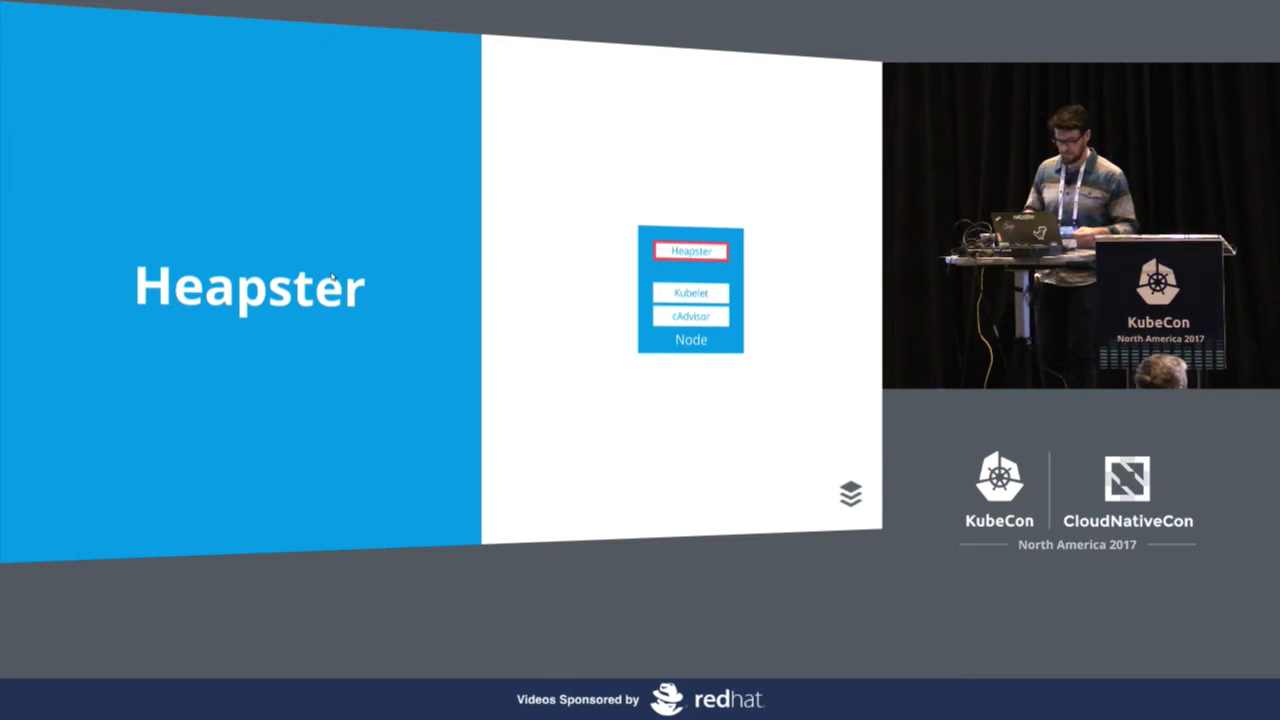 Heapster
Heapster
Kubelet
cAdvisor
Node
KubeCon
North America 2017
KubeCon
CloudNativeCon
North America 2017
Videos Sponsored by
redhat.